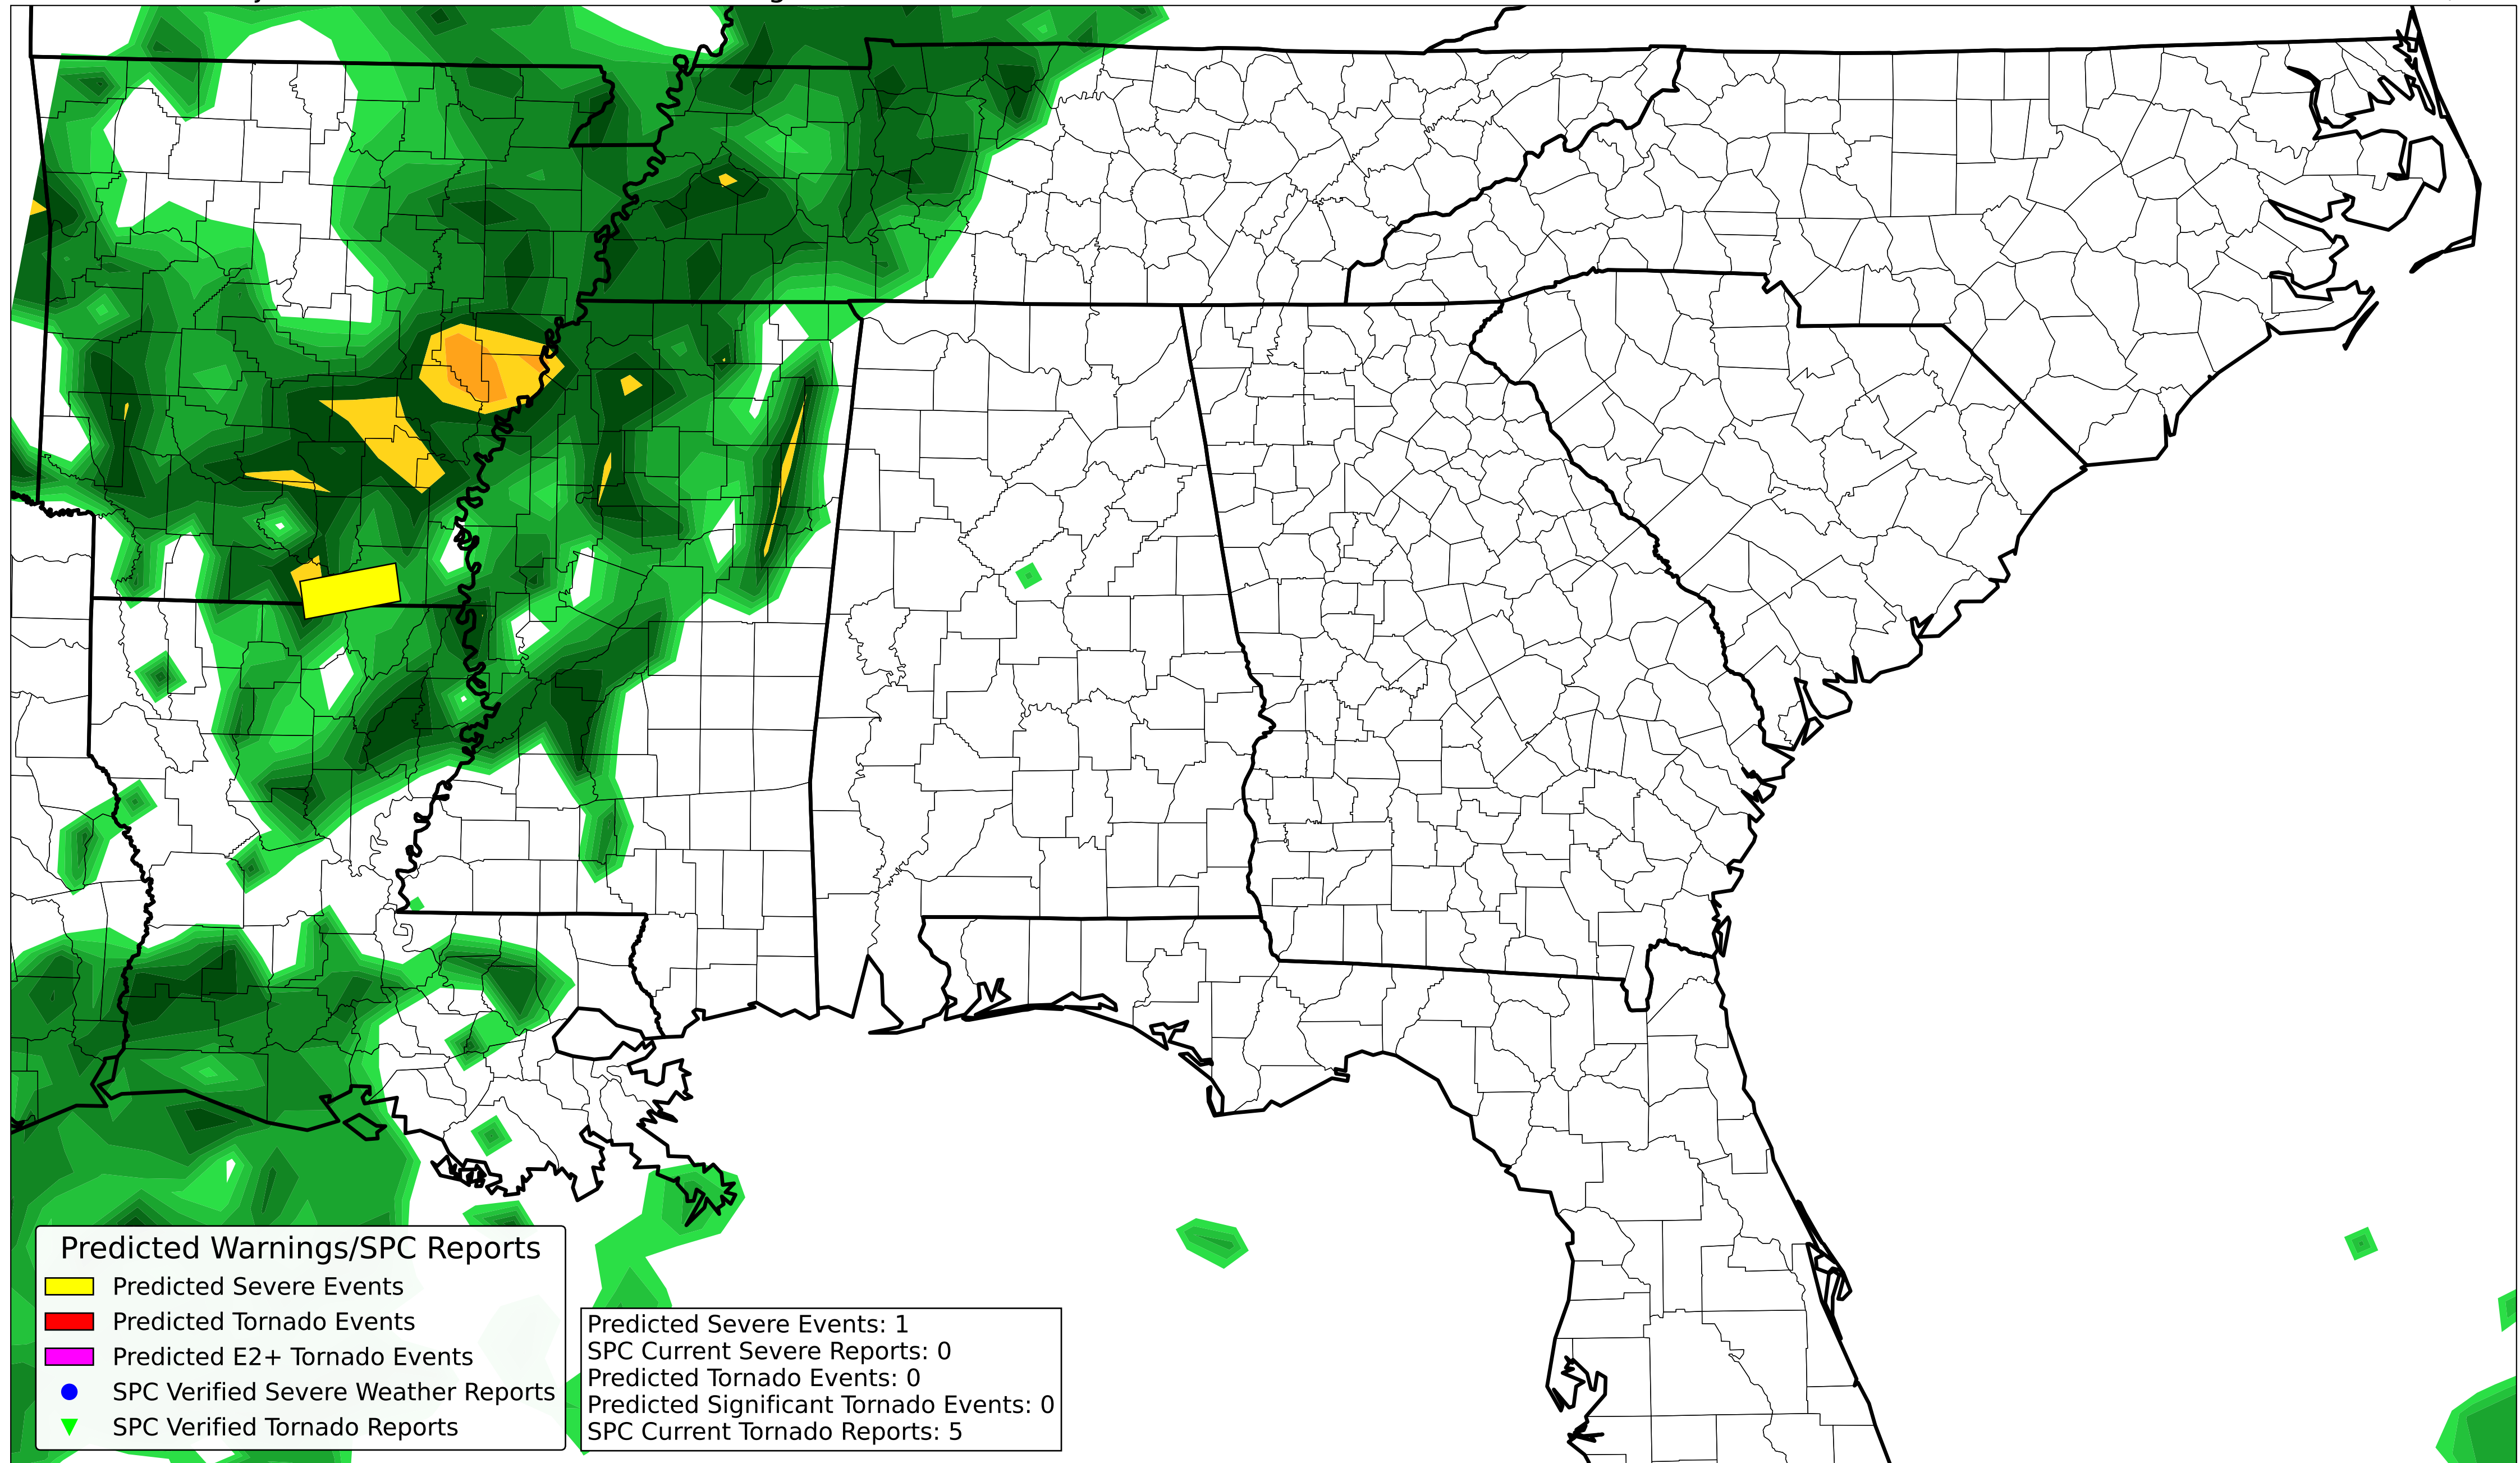 Predicted Warnings/SPC Reports
Predicted Severe Events
Predicted Tornado Events
Predicted E2+ Tornado Events
SPC Verified Severe Weather Reports
SPC Verified Tornado Reports
Predicted Severe Events: 1
SPC Current Severe Reports: 0
Predicted Tornado Events: 0
Predicted Significant Tornado Events: 0
SPC Current Tornado Reports: 5